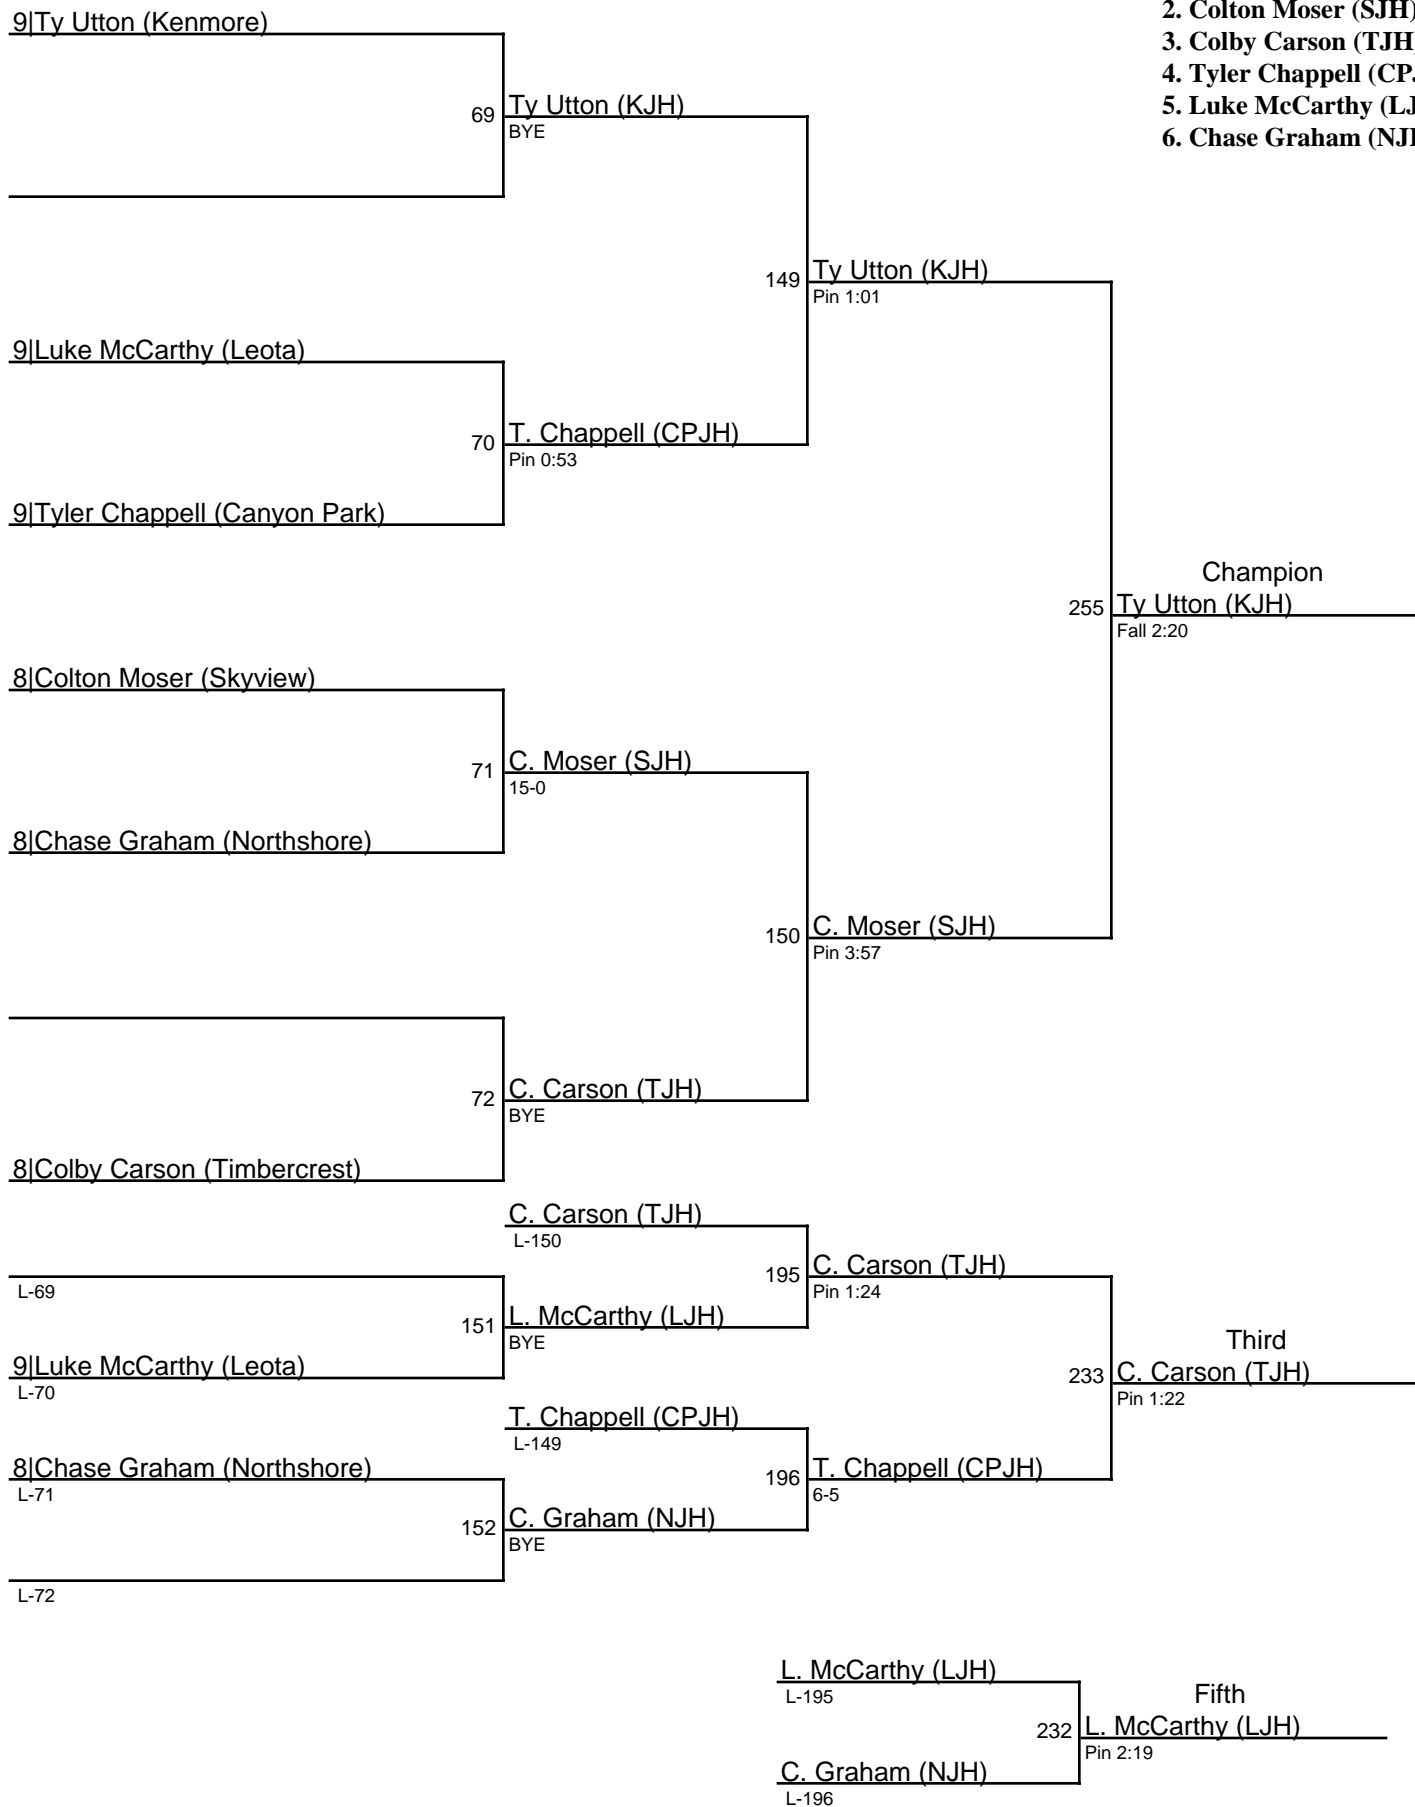 2. Colton Moser (SJH)
3. Colby Carson (TJH)
4. Tyler Chappell (CPJ
5. Luke McCarthy (LJ
6. Chase Graham (NJ
9|Ty Utton (Kenmore)
69 Ty Utton (KJH)
BYE
149 Ty Utton (KJH)
Pin 1:01
9|Luke McCarthy (Leota)
70 T. Chappell (CPJH)
Pin 0:53
9|Tyler Chappell (Canyon Park)
Champion
255 Ty Utton (KJH)
Fall 2:20
8|Colton Moser (Skyview)
71 C. Moser (SJH)
15-0
8|Chase Graham (Northshore)
150 C. Moser (SJH)
Pin 3:57
72 C. Carson (TJH)
BYE
8|Colby Carson (Timbercrest)
C. Carson (TJH)
L-150
195 C. Carson (TJH)
Pin 1:24
L-69
151 L. McCarthy (LJH)
BYE
9|Luke McCarthy (Leota)
L-70
Third
233 C. Carson (TJH)
Pin 1:22
T. Chappell (CPJH)
L-149
8|Chase Graham (Northshore)
L-71
196 T. Chappell (CPJH)
6-5
152 C. Graham (NJH)
BYE
L-72
L. McCarthy (LJH)
L-195
Fifth
232 L. McCarthy (LJH)
Pin 2:19
C. Graham (NJH)
L-196